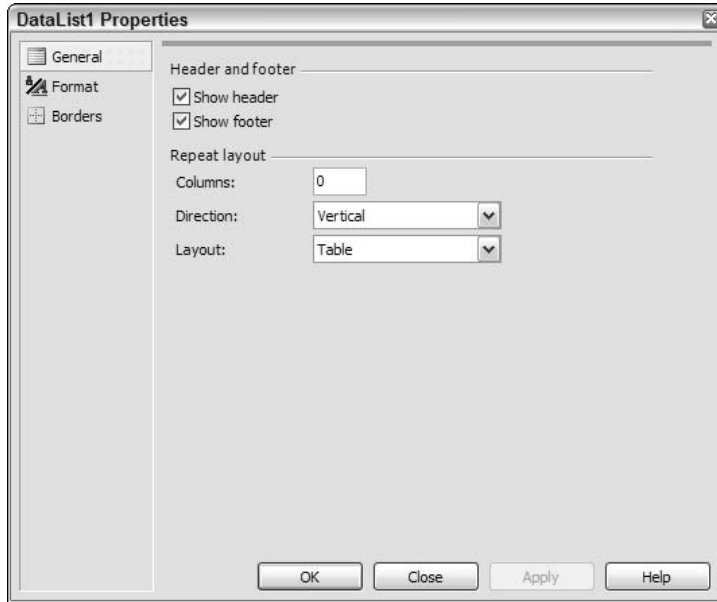 DataList1 Properties
General
Format
Borders
Header and footer
Show header
Show footer
Repeat layout
Columns: 0
Direction: Vertical
Layout: Table
OK Close Apply Help